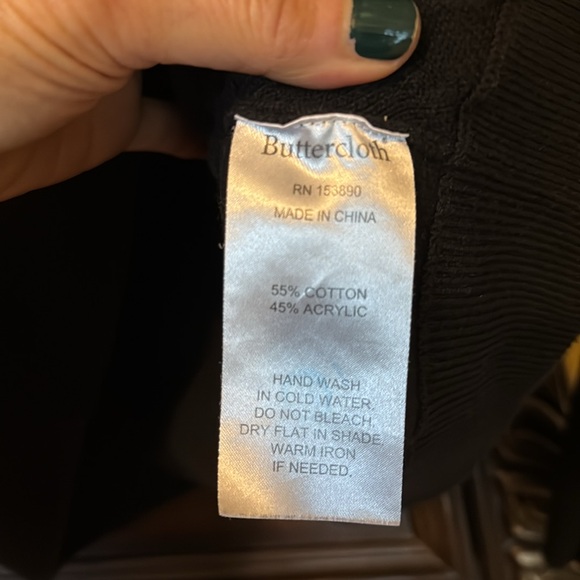 Buttercloth
RN 153890
MADE IN CHINA
55% COTTON
45% ACRYLIC
HAND WASH
IN COLD WATER,
DO NOT BLEACH,
DRY FLAT IN SHADE,
WARM IRON
IF NEEDED.